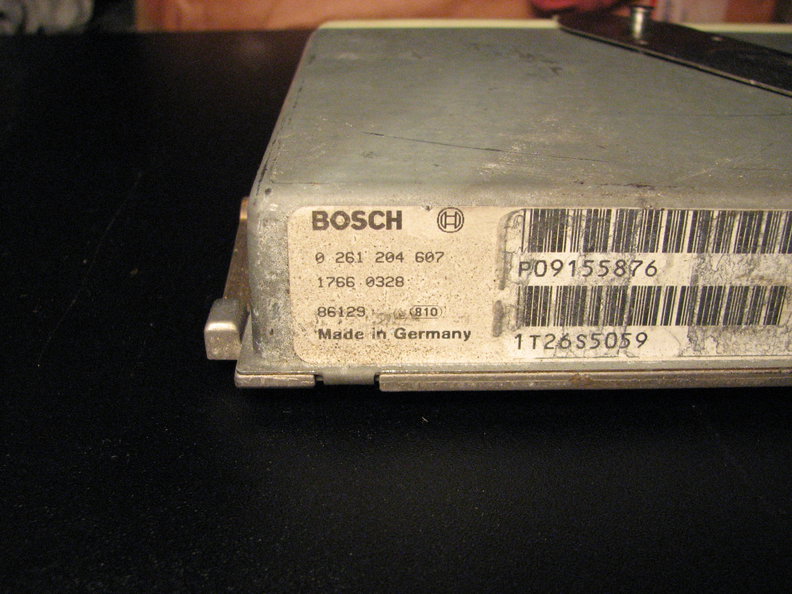 BOSCH
0 261 204 607
1766 0328
86129 810
Made in Germany
P09155876
1T26S5059